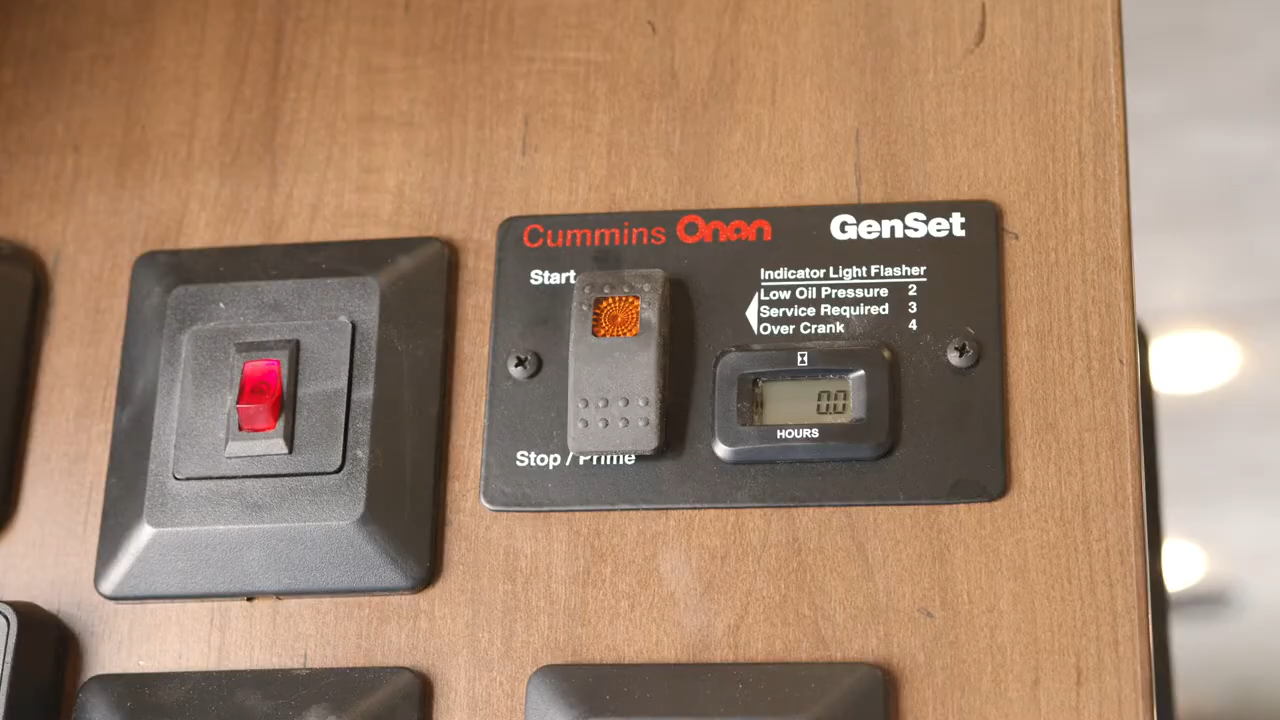 Cummins Onan GenSet
Start
Indicator Light Flasher
Low Oil Pressure 2
Service Required 3
Over Crank 4
0.0
HOURS
Stop / Prime